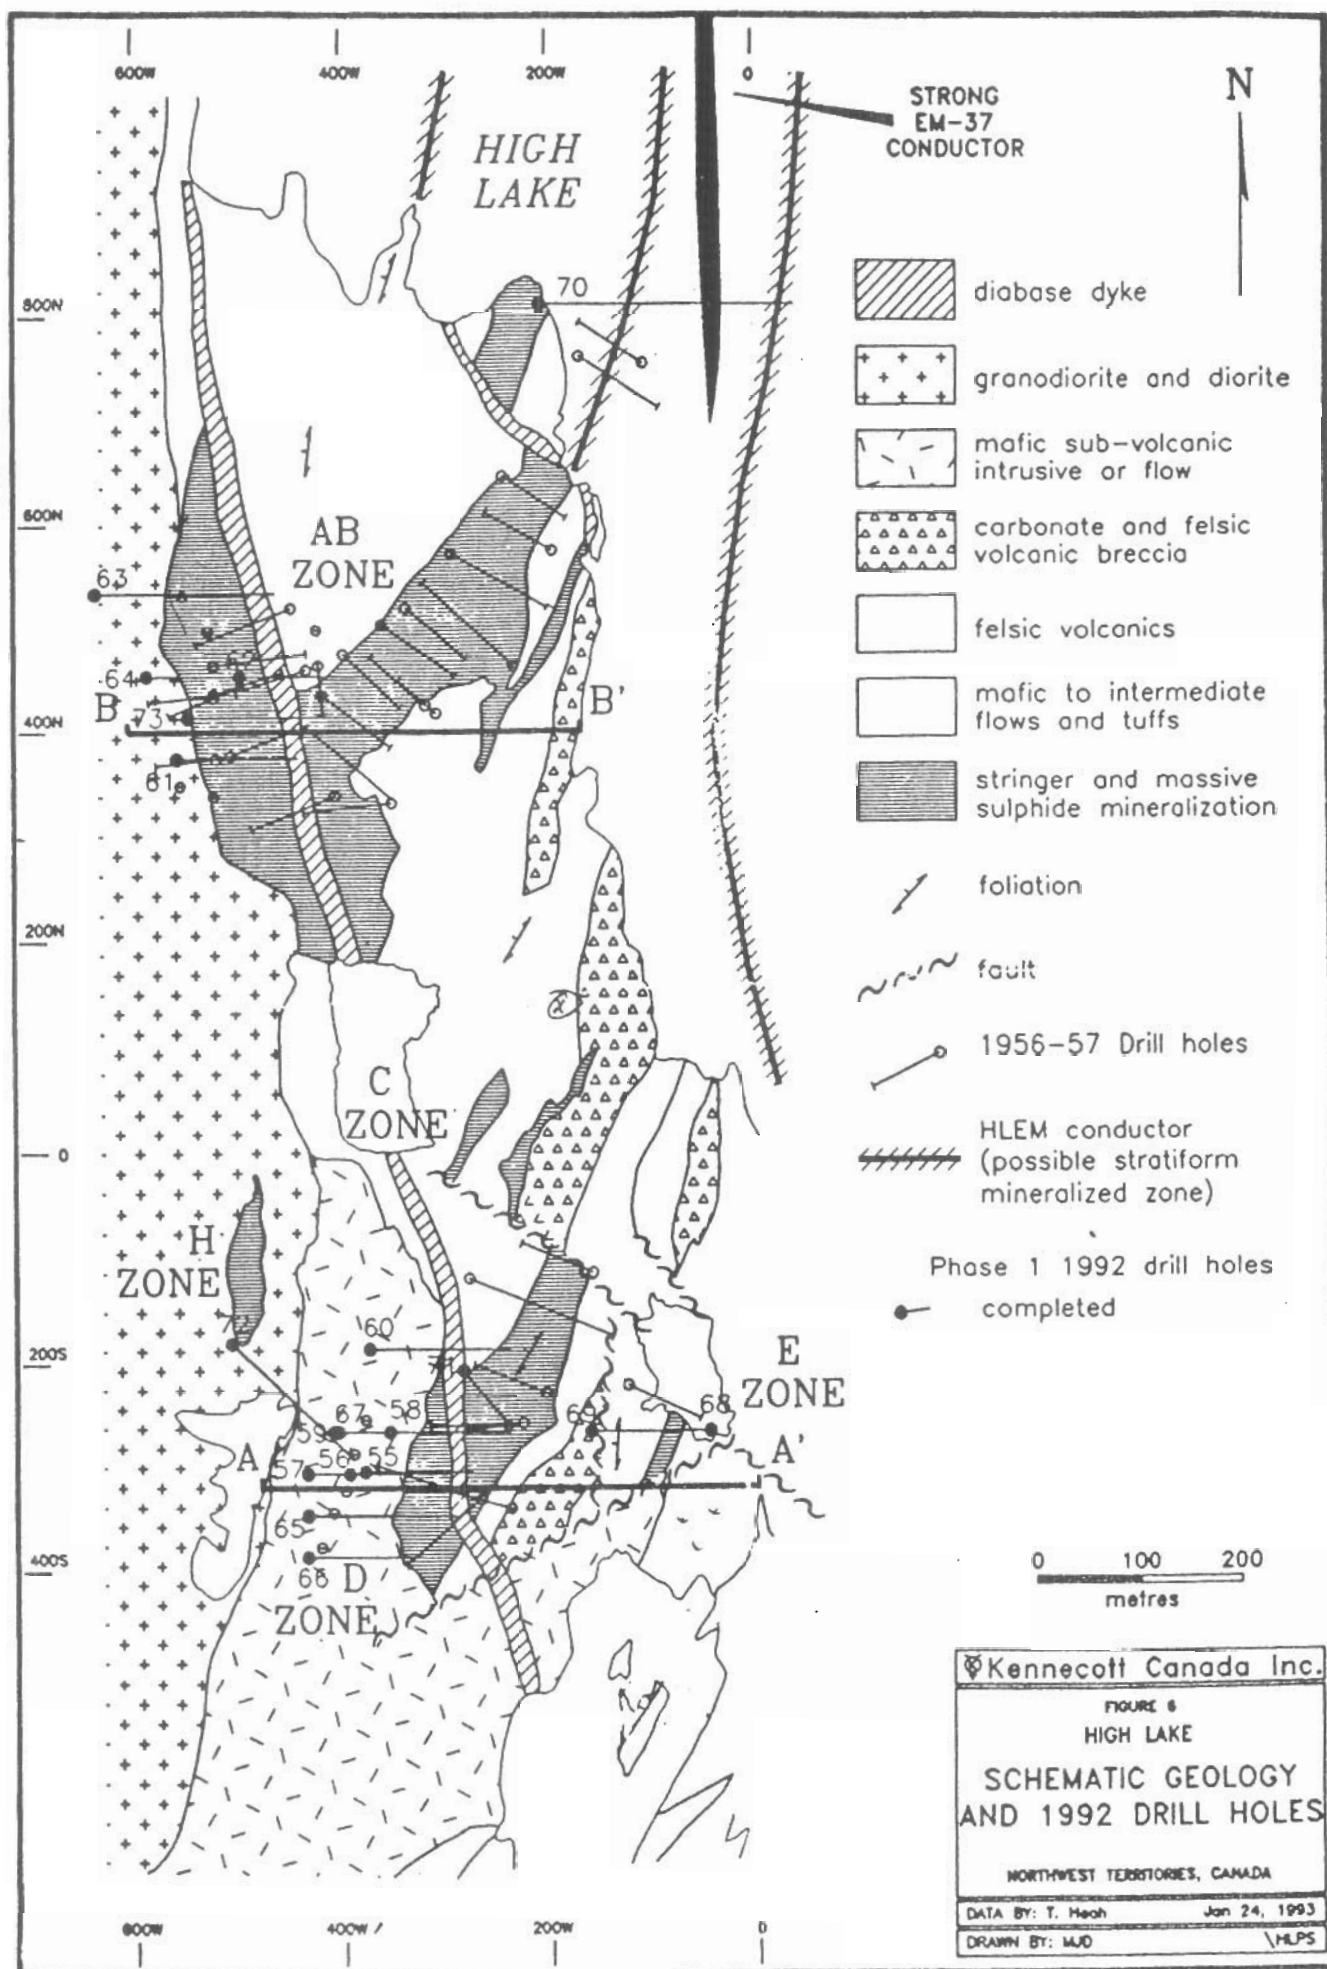 600W 400W 200W 0
STRONG
EM-37
CONDUCTOR
N
HIGH
LAKE
800N
70
diabase dyke
granodiorite and diorite
mafic sub-volcanic
intrusive or flow
carbonate and felsic
volcanic breccia
felsic volcanics
mafic to intermediate
flows and tuffs
stringer and massive
sulphide mineralization
foliation
fault
1956-57 Drill holes
HLEM conductor
(possible stratiform
mineralized zone)
Phase 1 1992 drill holes
completed
600N
AB
ZONE
63
64
B
B'
73
400N
61
200N
C
ZONE
0
H
ZONE
60
200S
E
ZONE
67 58
69
68
59
A
A'
57 56 55
65
400S
66 D
ZONE
0 100 200
metres
Kennecott Canada Inc.
FIGURE 6
HIGH LAKE
SCHEMATIC GEOLOGY
AND 1992 DRILL HOLES
NORTHWEST TERRITORIES, CANADA
DATA BY: T. Heah Jan 24, 1993
DRAWN BY: MJD \HLPS
600W 400W 200W 0